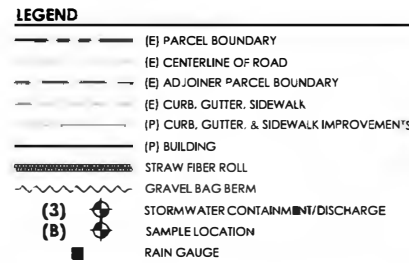 LEGEND
(E) PARCEL BOUNDARY
(E) CENTERLINE OF ROAD
(E) ADJOINER PARCEL BOUNDARY
(E) CURB, GUTTER, SIDEWALK
(P) CURB, GUTTER, & SIDEWALK IMPROVEMENTS
(P) BUILDING
STRAW FIBER ROLL
GRAVEL BAG BERM
(3) STORMWATER CONTAINMENT/DISCHARGE
(B) SAMPLE LOCATION
RAIN GAUGE